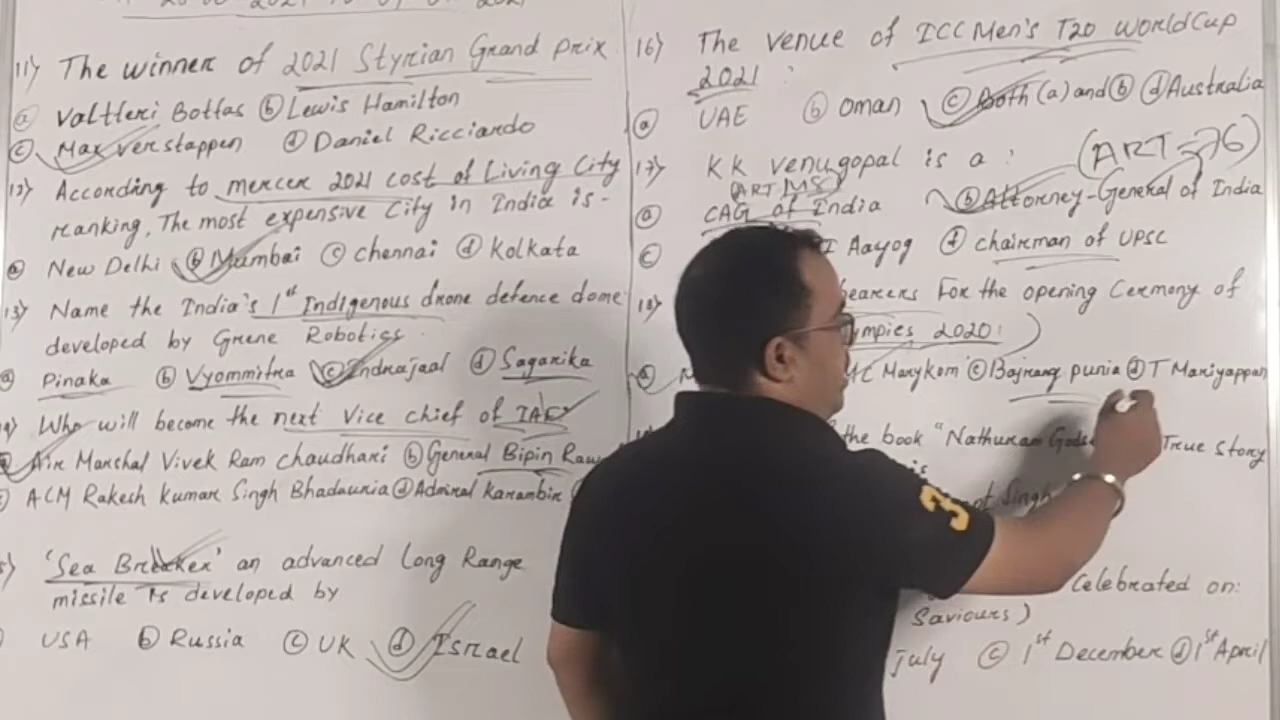 11) The winner of 2021 Styrian Grand prix
a Valtteri Bottas b Lewis Hamilton
c Max verstappen d Daniel Ricciardo
12) According to mercer 2021 cost of Living City
ranking, The most expensive City in India is-
a New Delhi b Mumbai c chennai d Kolkata
13) Name the India's 1st Indigenous drone defence dome
developed by Grene Robotics
a Pinaka b Vyommitra c Indrajaal d Sagarika
Who will become the next Vice chief of IAF
Air Marshal Vivek Ram chaudhari b General Bipin
ACM Rakesh kumar Singh Bhadauria d Admiral karambir
'Sea Breaker' an advanced Long Range
missile is developed by
USA b Russia c UK d Israel
16) The venue of ICC Men's T20 WorldCup
2021 :
a UAE b Oman c Both (a) and b d Australia
17) KK venugopal is a : (ART-76)
(ART 148)
a CAG of India b Attorney-General of India
c Aayog d chairman of UPSC
18) bearers For the opening Cermony of
2020:
Marykom c Bajrang punia d T Mariyappan
the book "Nathuram True Story
is
Singh
Celebrated on:
Saviours)
July c 1st December d 1st April